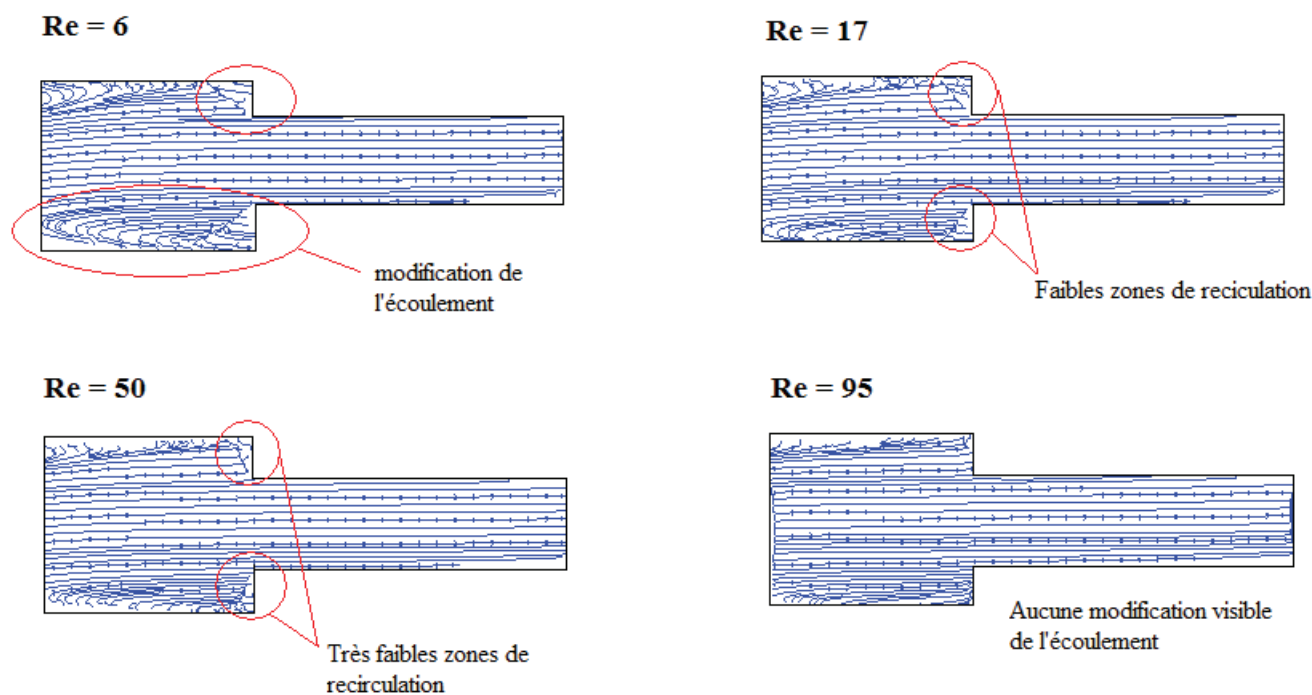 Re = 6
Re = 17
modification de
l'écoulement
Faibles zones de reciculation
Re = 50
Re = 95
Très faibles zones de
recirculation
Aucune modification visible
de l'écoulement